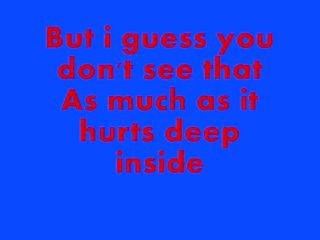 But i guess you
don't see that
As much as it
hurts deep
inside